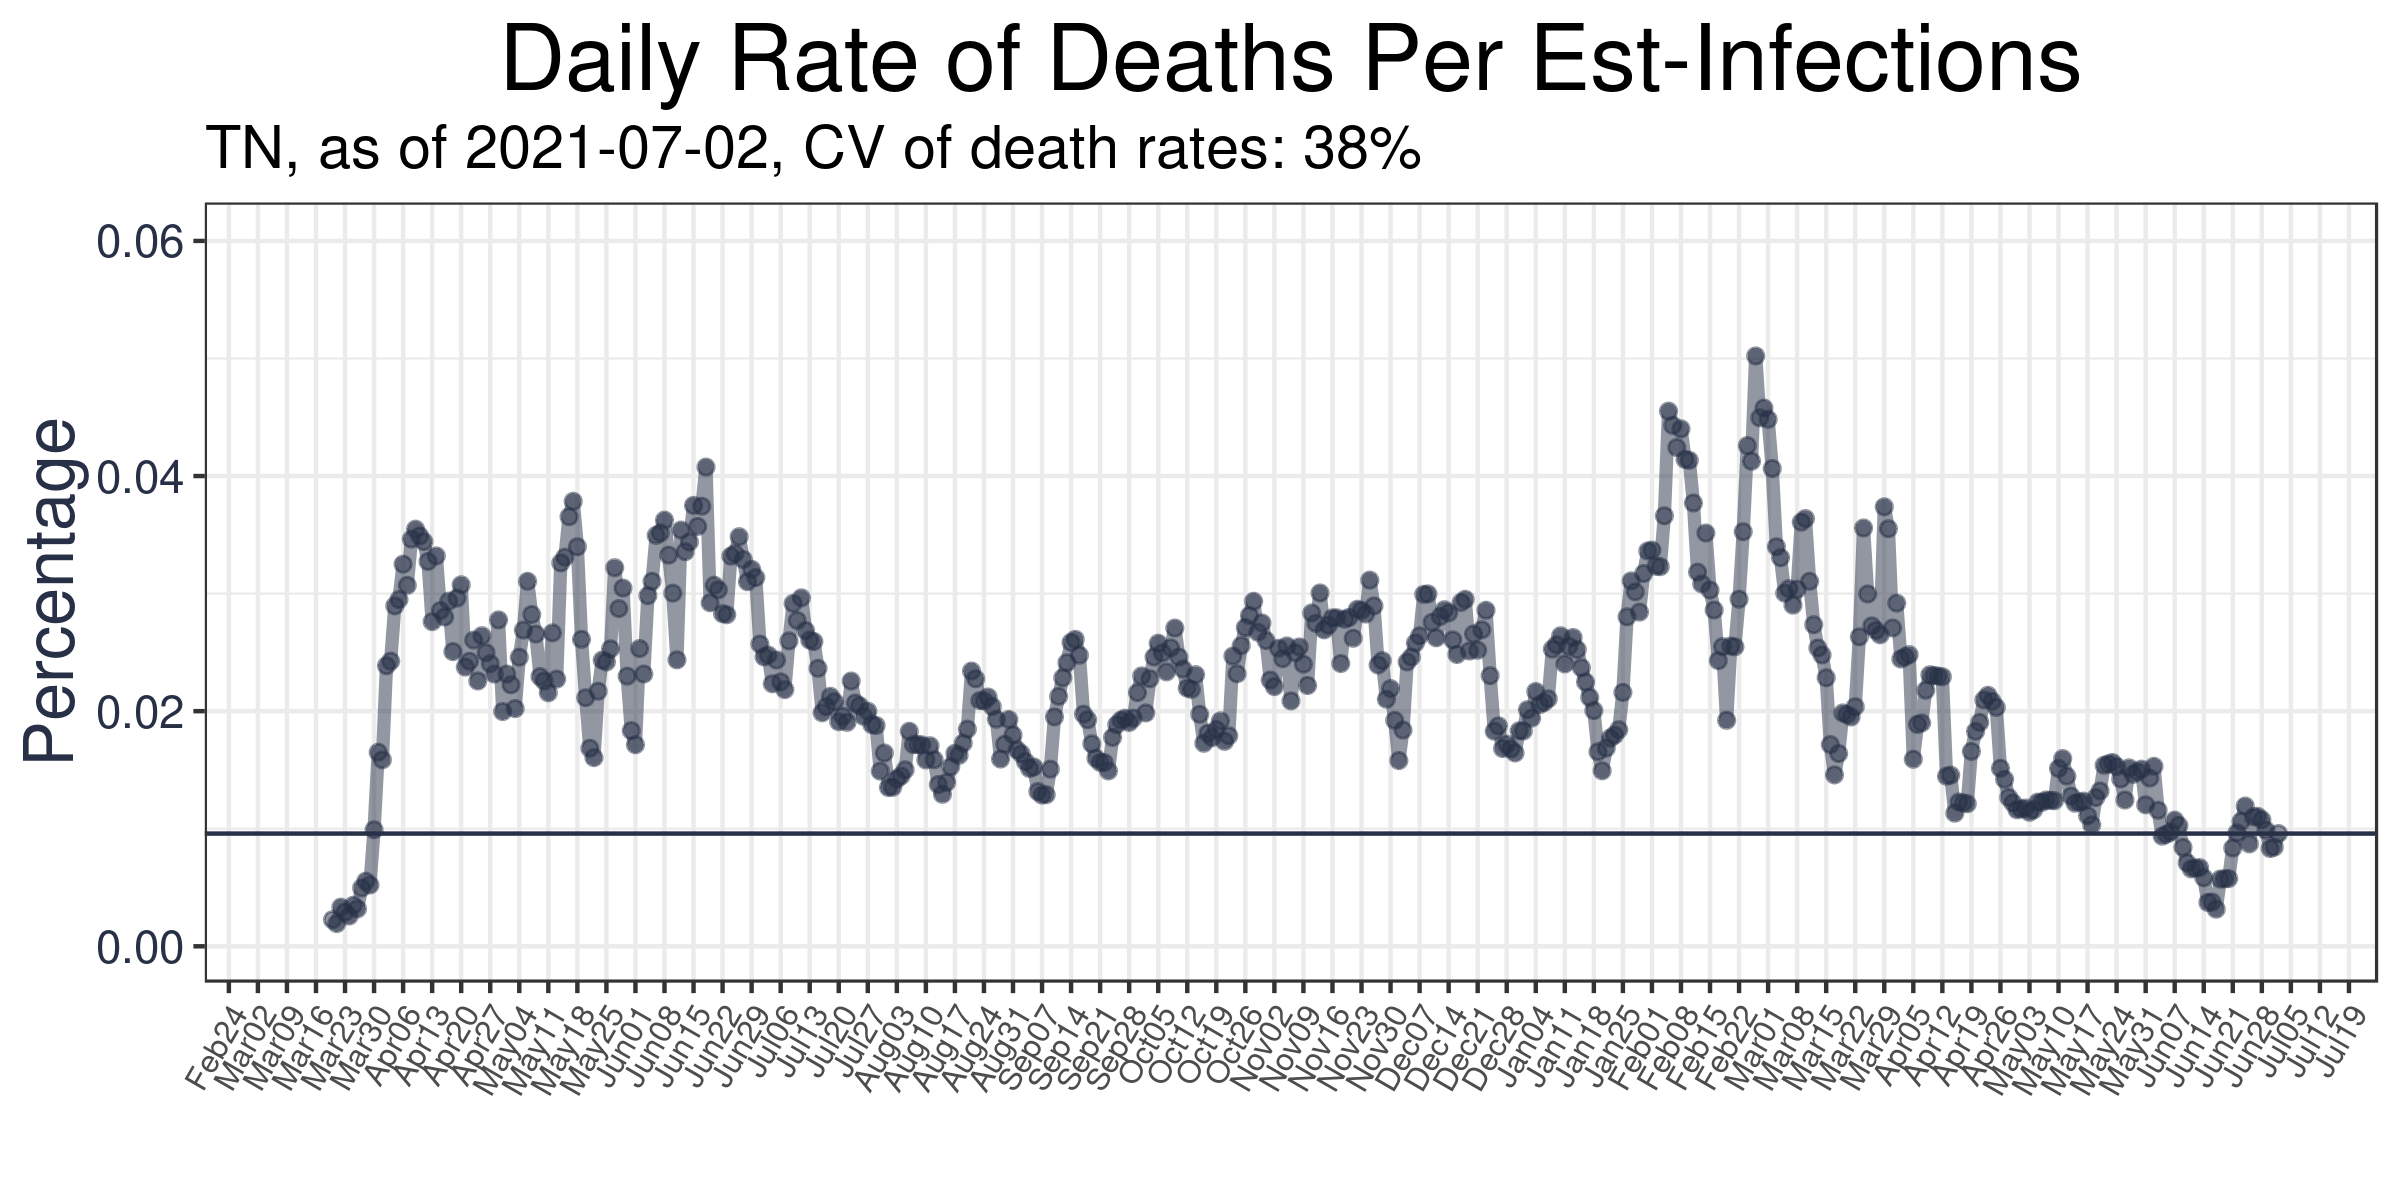 Daily Rate of Deaths Per Est-Infections
TN, as of 2021-07-02, CV of death rates: 38%
Percentage
0.06
0.04
0.02
0.00
Feb24
Mar02
Mar09
Mar16
Mar23
Mar30
Apr06
Apr13
Apr20
Apr27
May04
May11
May18
May25
Jun01
Jun08
Jun15
Jun22
Jun29
Jul06
Jul13
Jul20
Jul27
Aug03
Aug10
Aug17
Aug24
Aug31
Sep07
Sep14
Sep21
Sep28
Oct05
Oct12
Oct19
Oct26
Nov02
Nov09
Nov16
Nov23
Nov30
Dec07
Dec14
Dec21
Dec28
Jan04
Jan11
Jan18
Jan25
Feb01
Feb08
Feb15
Feb22
Mar01
Mar08
Mar15
Mar22
Mar29
Apr05
Apr12
Apr19
Apr26
May03
May10
May17
May24
May31
Jun07
Jun14
Jun21
Jun28
Jul05
Jul12
Jul19